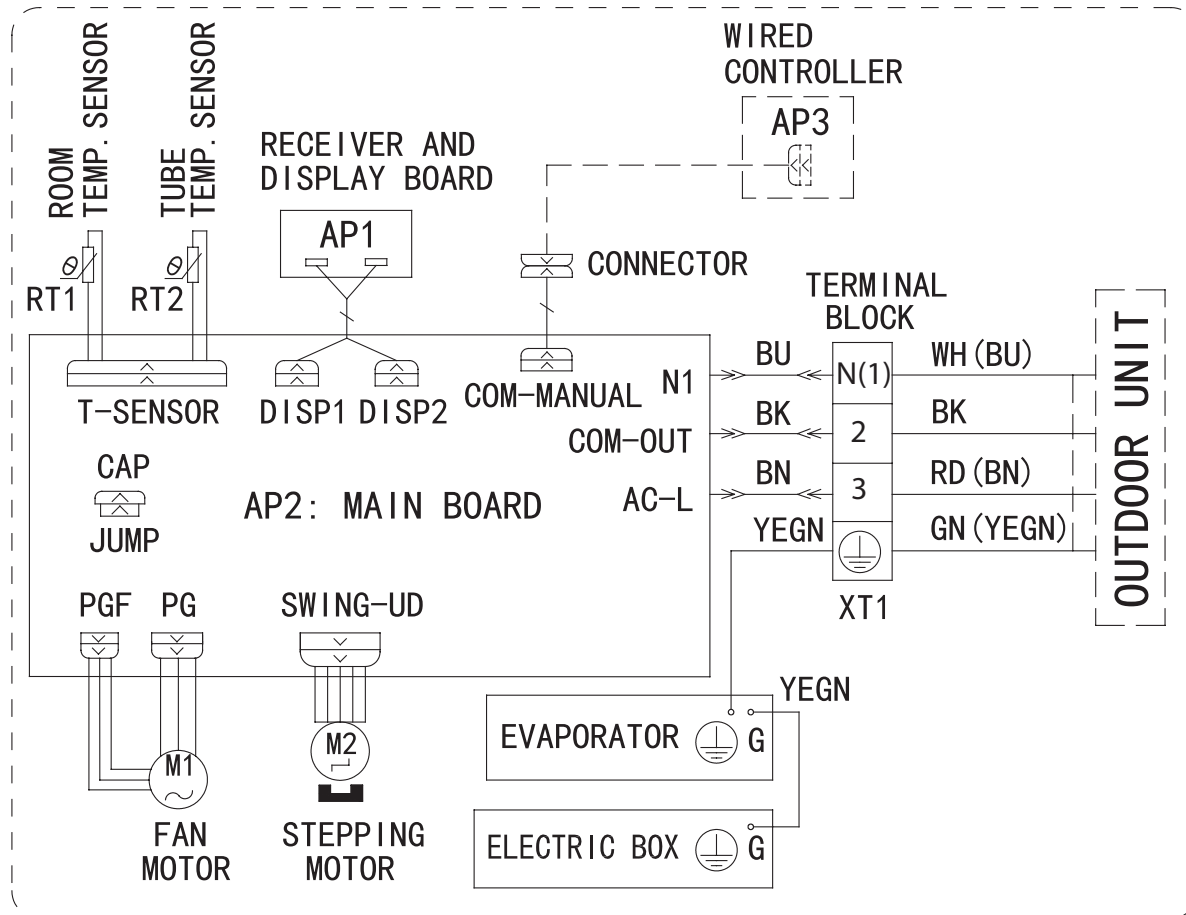 WIRED
CONTROLLER
AP3
ROOM
TEMP. SENSOR
TUBE
TEMP. SENSOR
RECEIVER AND
DISPLAY BOARD
AP1
CONNECTOR
θ
RT1
θ
RT2
TERMINAL
BLOCK
OUTDOOR UNIT
T-SENSOR
DISP1
DISP2
COM-MANUAL
N1
BU
N(1)
WH(BU)
COM-OUT
BK
2
BK
AC-L
BN
3
RD(BN)
YEGN
GN(YEGN)
XT1
CAP
JUMP
AP2: MAIN BOARD
PGF
PG
SWING-UD
M1
FAN
MOTOR
M2
STEPPING
MOTOR
YEGN
EVAPORATOR
G
ELECTRIC BOX
G